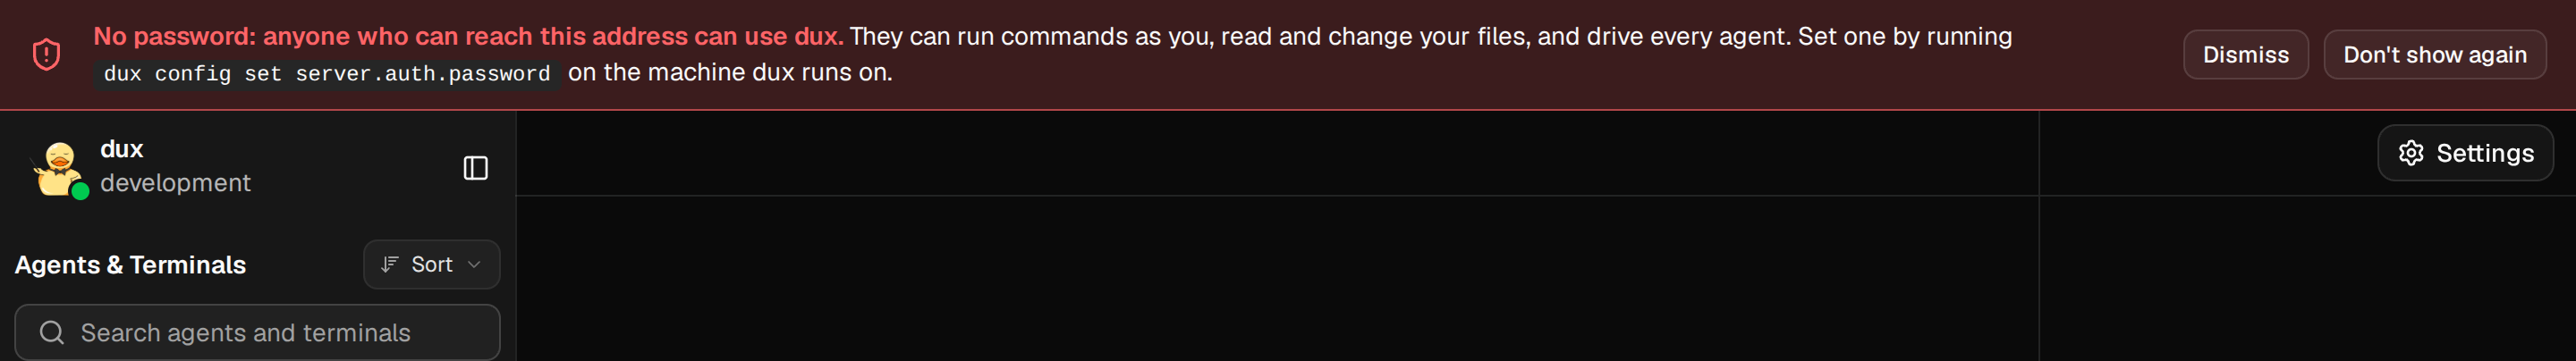 No password: anyone who can reach this address can use dux. They can run commands as you, read and change your files, and drive every agent. Set one by running
dux config set server.auth.password on the machine dux runs on.
Dismiss
Don't show again
dux
development
Settings
Agents & Terminals
Sort
Search agents and terminals